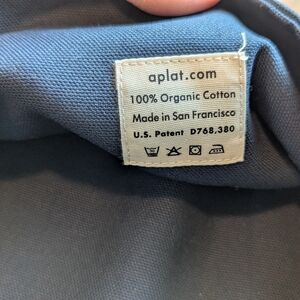 aplat.com
100% Organic Cotton
Made in San Francisco
U.S. Patent D768,380